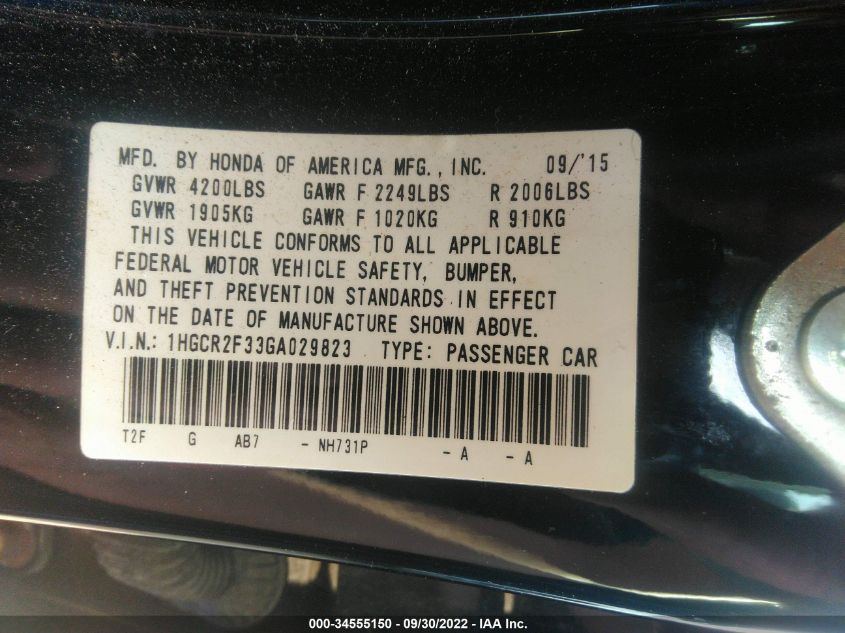 MFD. BY HONDA OF AMERICA MFG., INC. 09/'15
GVWR 4200LBS GAWR F 2249LBS R 2006LBS
GVWR 1905KG GAWR F 1020KG R 910KG
THIS VEHICLE CONFORMS TO ALL APPLICABLE
FEDERAL MOTOR VEHICLE SAFETY, BUMPER,
AND THEFT PREVENTION STANDARDS IN EFFECT
ON THE DATE OF MANUFACTURE SHOWN ABOVE.
V.I.N.: 1HGCR2F33GA029823 TYPE: PASSENGER CAR
T2F G AB7 - NH731P - A - A
000-34555150 - 09/30/2022 - IAA Inc.